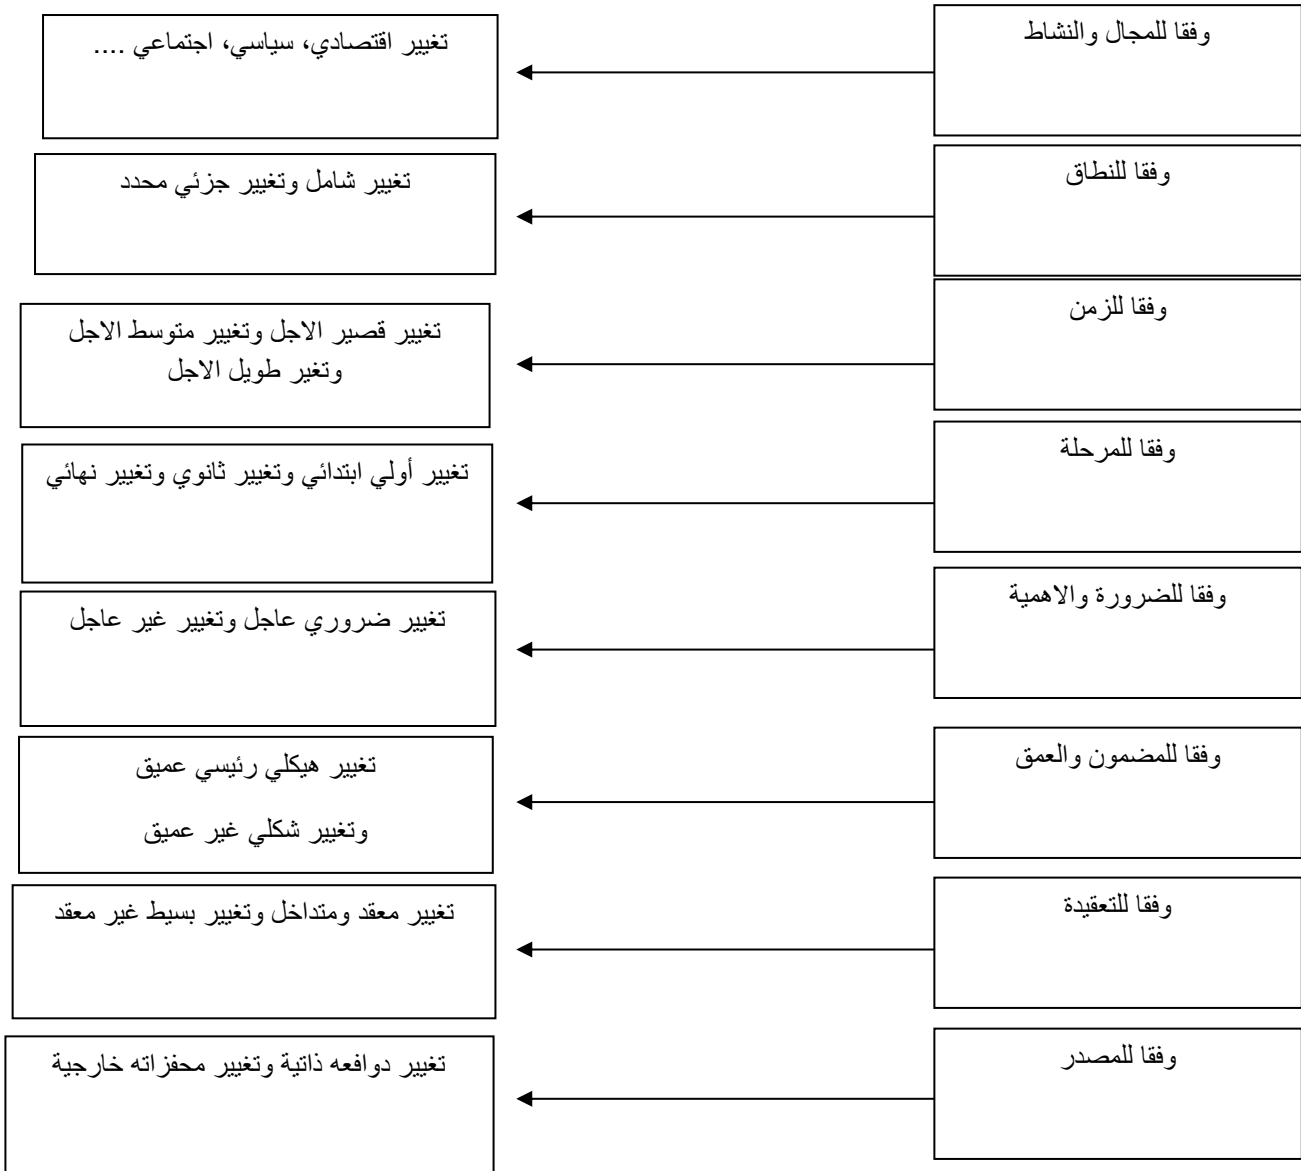 وفقا للمجال والنشاط
تغيير اقتصادي، سياسي، اجتماعي ....
وفقا للنطاق
تغيير شامل وتغيير جزئي محدد
وفقا للزمن
تغيير قصير الاجل وتغيير متوسط الاجل
وتغير طويل الاجل
وفقا للمرحلة
تغيير أولي ابتدائي وتغيير ثانوي وتغيير نهائي
وفقا للضرورة والاهمية
تغيير ضروري عاجل وتغيير غير عاجل
وفقا للمضمون والعمق
تغيير هيكلي رئيسي عميق
وتغيير شكلي غير عميق
وفقا للتعقيدة
تغيير معقد ومتداخل وتغيير بسيط غير معقد
وفقا للمصدر
تغيير دوافعه ذاتية وتغيير محفزاته خارجية